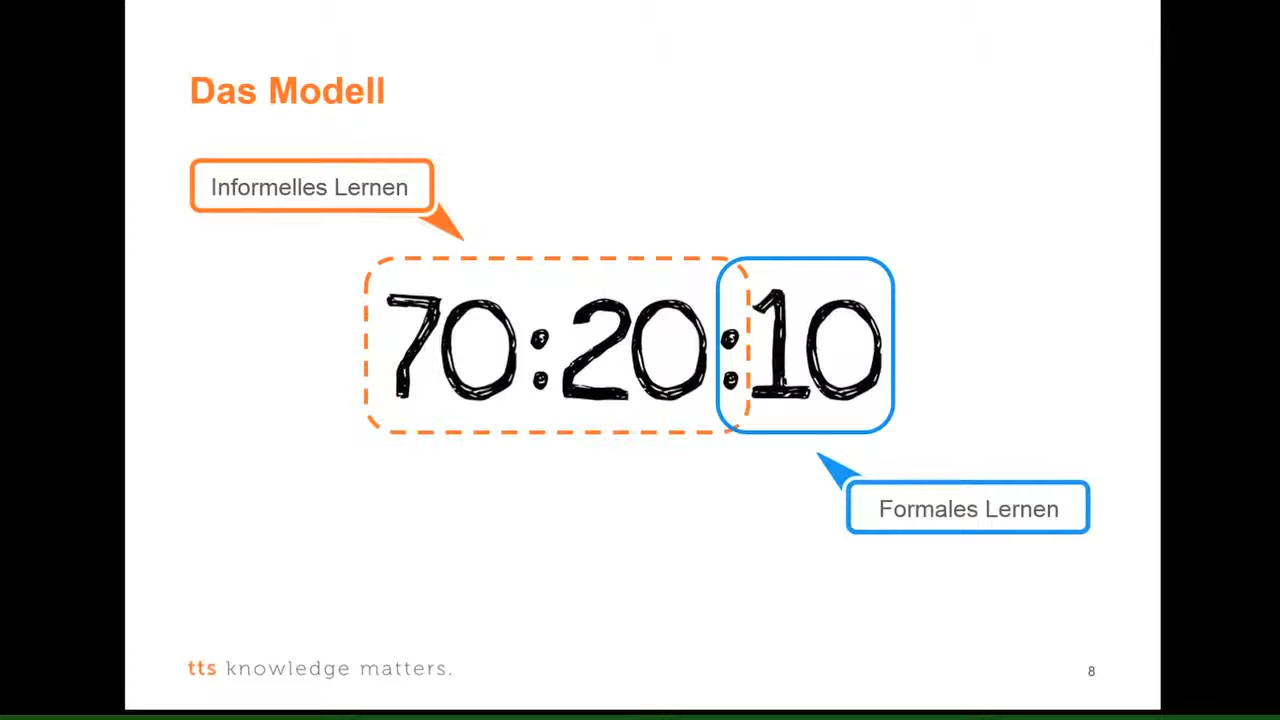 Das Modell
Informelles Lernen
70:20:10
Formales Lernen
tts knowledge matters.
8